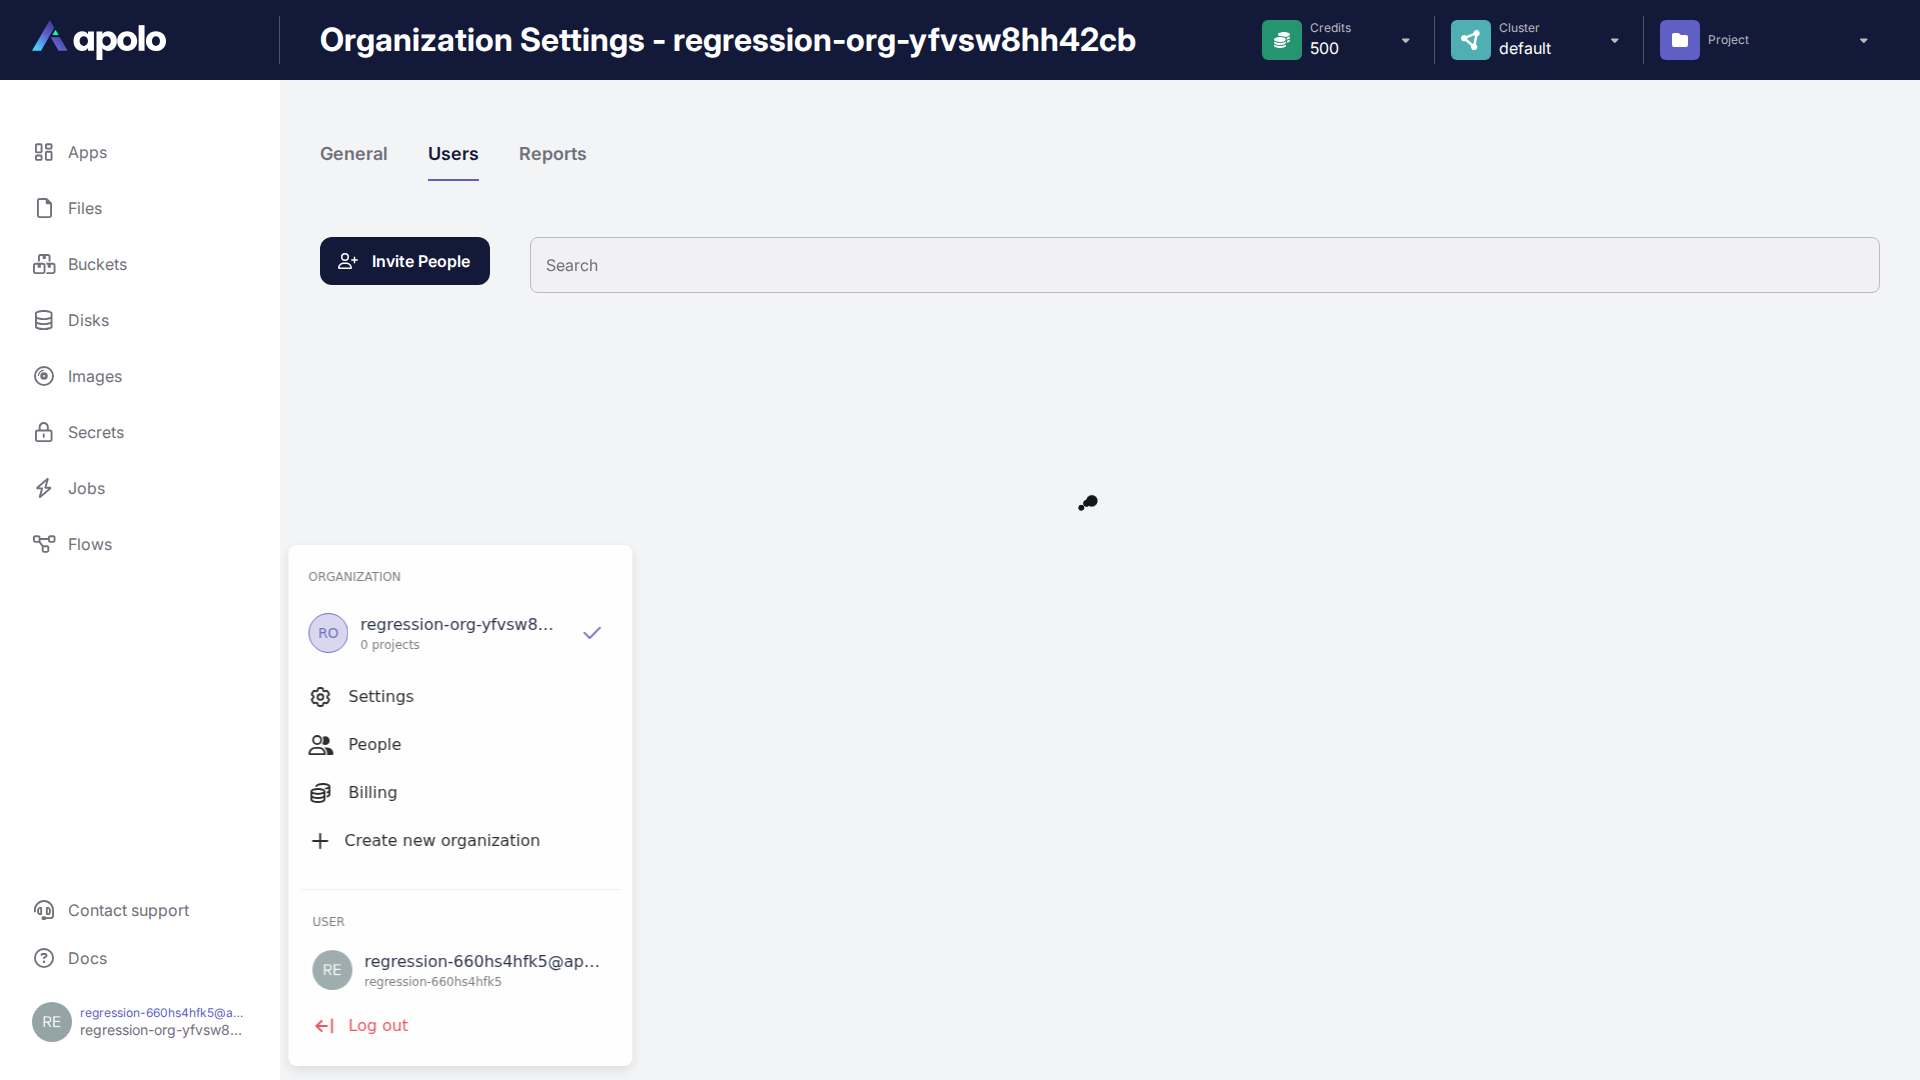 apolo
Organization Settings - regression-org-yfvsw8hh42cb
Credits
500
Cluster
default
Project
Apps
Files
Buckets
Disks
Images
Secrets
Jobs
Flows
Contact support
Docs
RE
regression-660hs4hfk5@a...
regression-org-yfvsw8...
General
Users
Reports
Invite People
Search
ORGANIZATION
RO
regression-org-yfvsw8...
0 projects
Settings
People
Billing
Create new organization
USER
RE
regression-660hs4hfk5@ap...
regression-660hs4hfk5
Log out